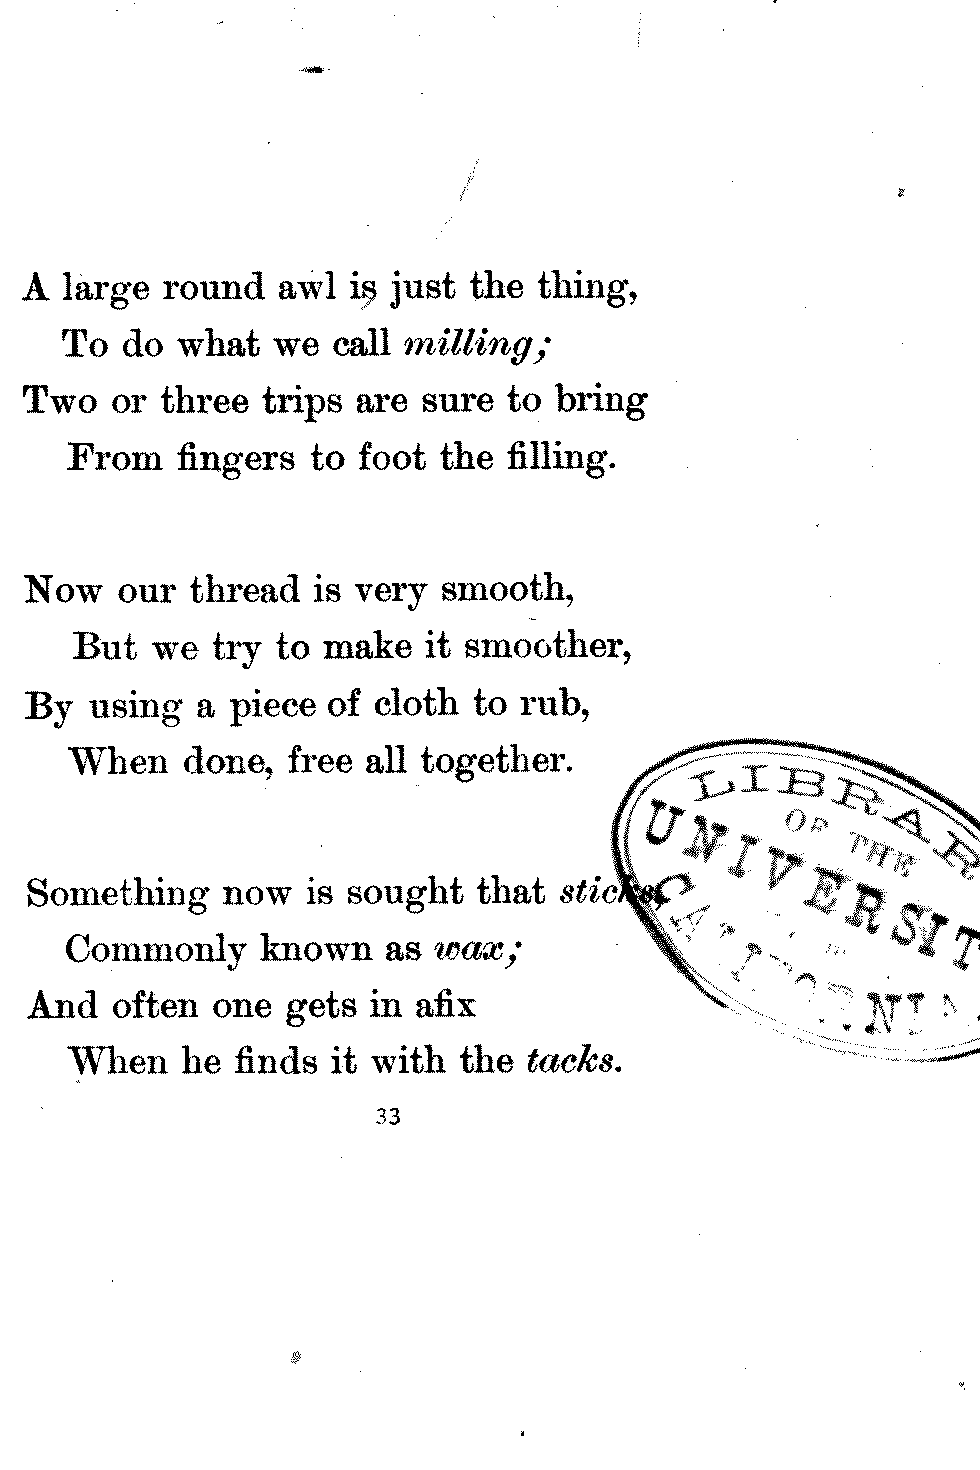 A large round awl is just the thing,
To do what we call milling;
Two or three trips are sure to bring
From fingers to foot the filling.
Now our thread is very smooth,
But we try to make it smoother,
By using a piece of cloth to rub,
When done, free all together.
Something now is sought that sticks,
Commonly known as wax;
And often one gets in afix
When he finds it with the tacks.
33
LIBRAR
OF THE
UNIVERSIT
CALIFORNIA